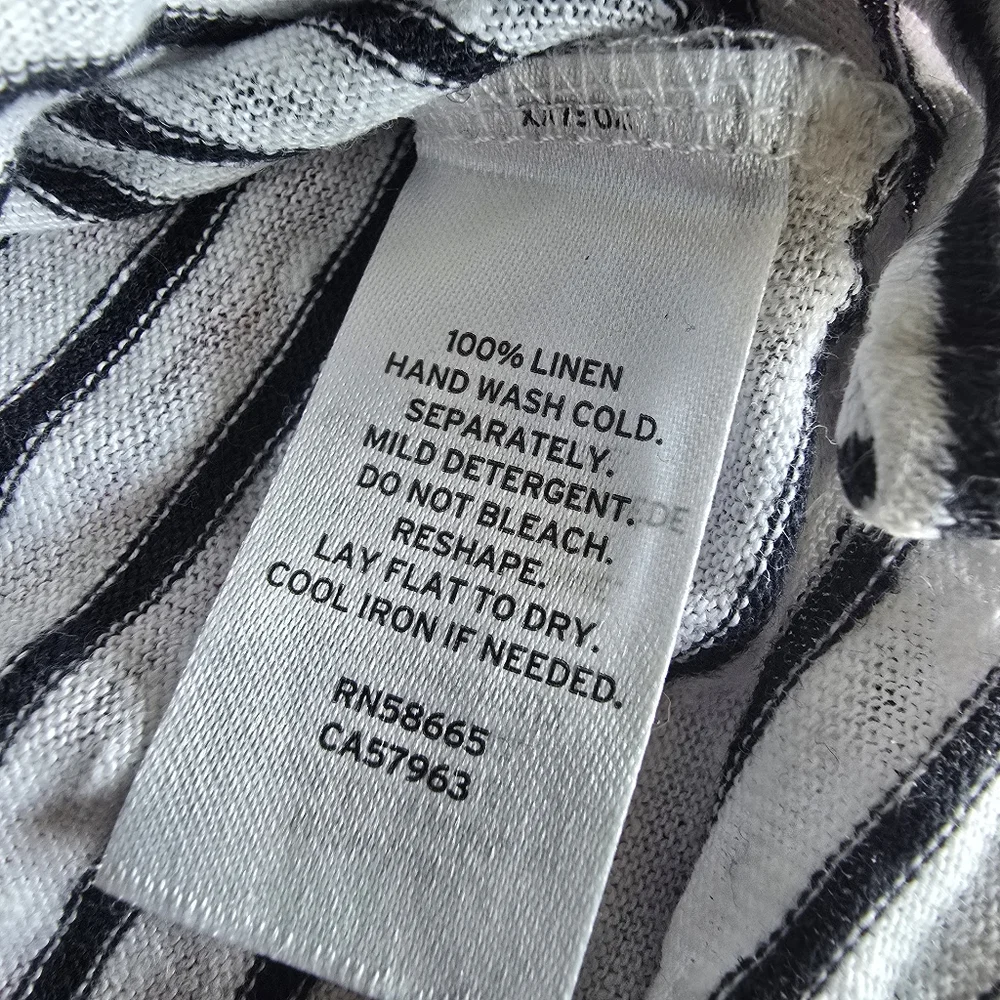 100% LINEN
HAND WASH COLD.
SEPARATELY.
MILD DETERGENT.
DO NOT BLEACH.
RESHAPE.
LAY FLAT TO DRY.
COOL IRON IF NEEDED.
RN58665
CA57963